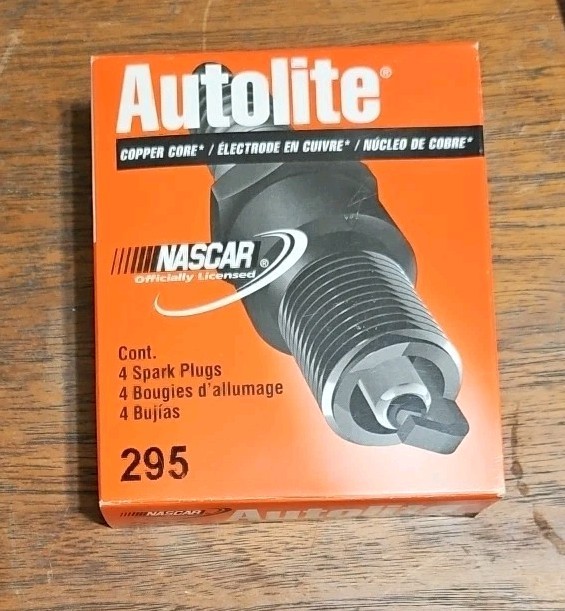 Autolite®
COPPER CORE* / ÉLECTRODE EN CUIVRE* / NÚCLEO DE COBRE*
NASCAR®
Officially Licensed
Cont.
4 Spark Plugs
4 Bougies d'allumage
4 Bujías
295
NASCAR Autolite